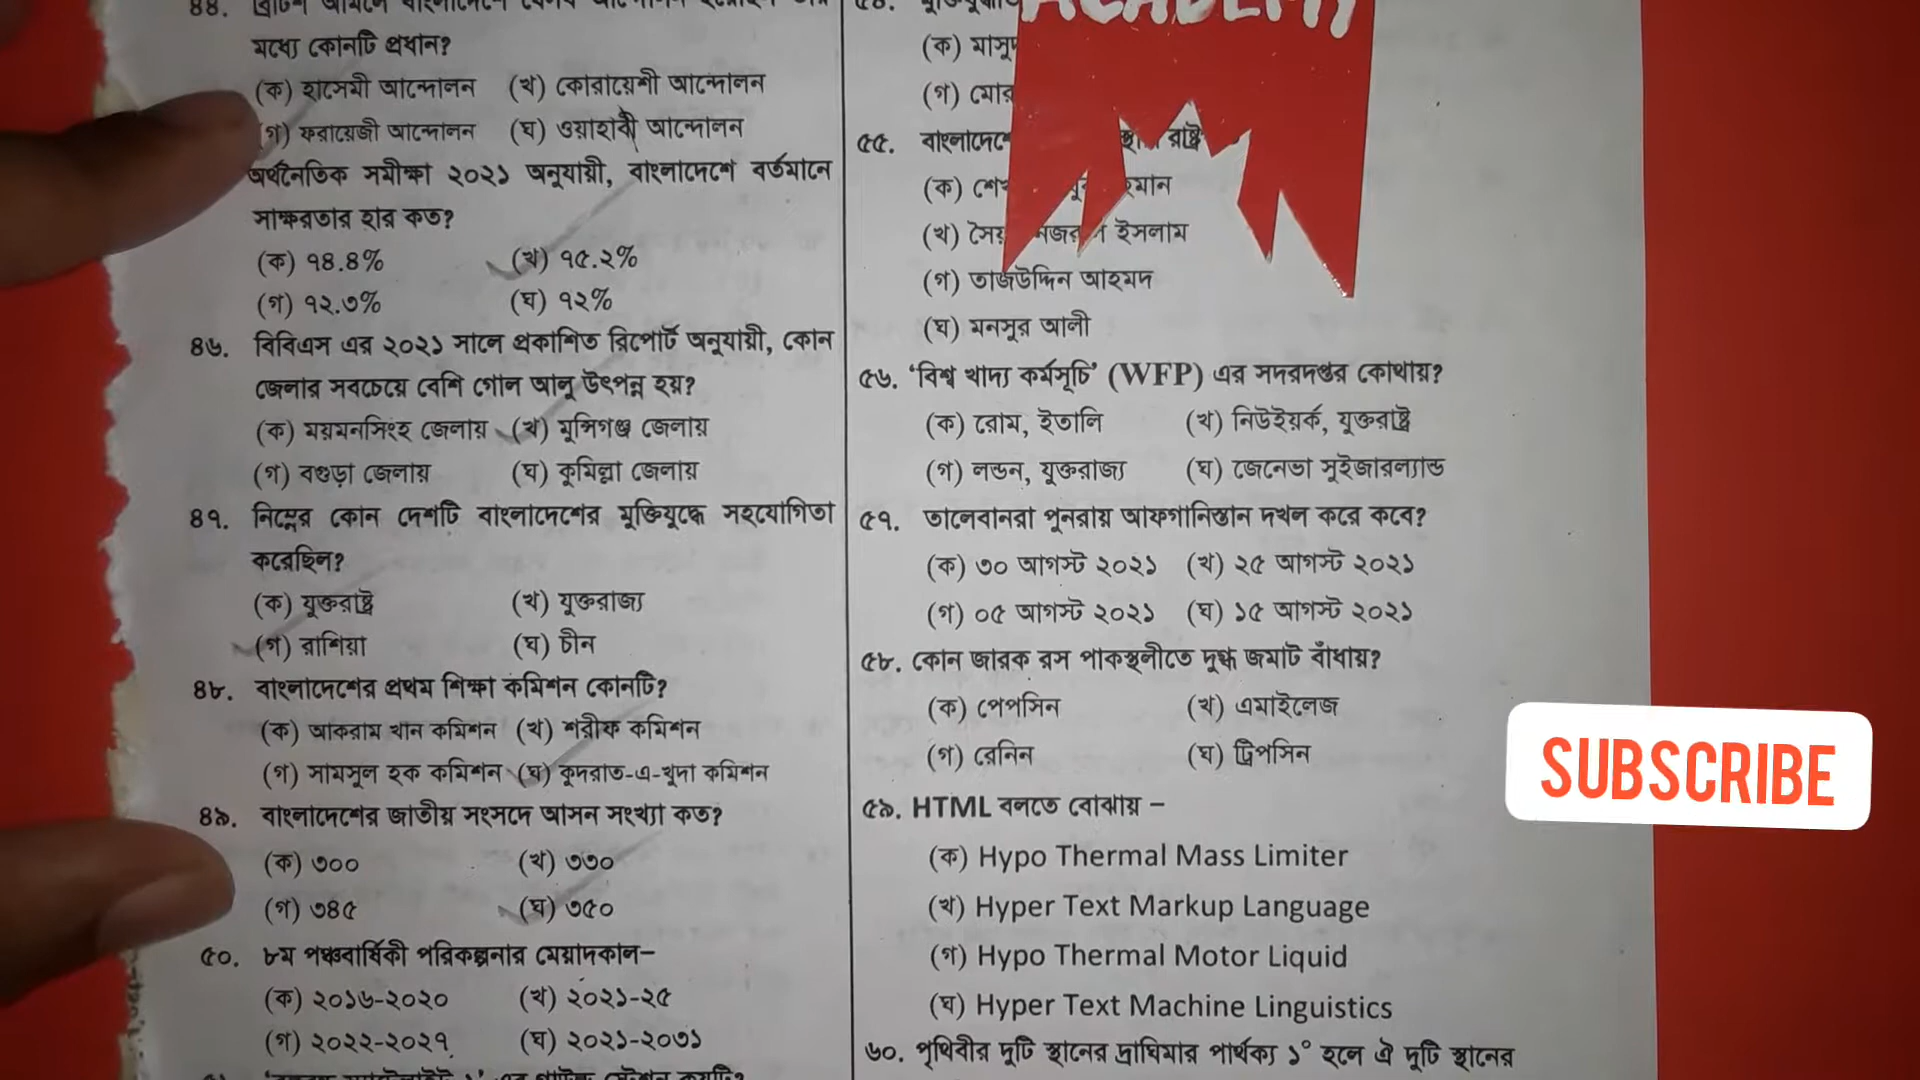 মধ্যে কোনটি প্রধান?
(ক) হাসেমী আন্দোলন (খ) কোরায়েশী আন্দোলন
(গ) ফরায়েজী আন্দোলন (ঘ) ওয়াহাবী আন্দোলন
অর্থনৈতিক সমীক্ষা ২০২১ অনুযায়ী, বাংলাদেশে বর্তমানে
সাক্ষরতার হার কত?
(ক) ৭৪.৪% (খ) ৭৫.২%
(গ) ৭২.৩% (ঘ) ৭২%
৪৬. বিবিএস এর ২০২১ সালে প্রকাশিত রিপোর্ট অনুযায়ী, কোন
জেলার সবচেয়ে বেশি গোল আলু উৎপন্ন হয়?
(ক) ময়মনসিংহ জেলায় (খ) মুন্সিগঞ্জ জেলায়
(গ) বগুড়া জেলায় (ঘ) কুমিল্লা জেলায়
৪৭. নিম্নের কোন দেশটি বাংলাদেশের মুক্তিযুদ্ধে সহযোগিতা
করেছিল?
(ক) যুক্তরাষ্ট্র (খ) যুক্তরাজ্য
(গ) রাশিয়া (ঘ) চীন
৪৮. বাংলাদেশের প্রথম শিক্ষা কমিশন কোনটি?
(ক) আকরাম খান কমিশন (খ) শরীফ কমিশন
(গ) সামসুল হক কমিশন (ঘ) কুদরাত-এ-খুদা কমিশন
৪৯. বাংলাদেশের জাতীয় সংসদে আসন সংখ্যা কত?
(ক) ৩০০ (খ) ৩৩০
(গ) ৩৪৫ (ঘ) ৩৫০
৫০. ৮ম পঞ্চবার্ষিকী পরিকল্পনার মেয়াদকাল–
(ক) ২০১৬-২০২০ (খ) ২০২১-২৫
(গ) ২০২২-২০২৭ (ঘ) ২০২১-২০৩১
ACADEMY
(ক)
(গ)
৫৫.
(ক)
(খ) ইসলাম
(গ) তাজউদ্দিন আহমদ
(ঘ) মনসুর আলী
৫৬. ‘বিশ্ব খাদ্য কর্মসূচি’ (WFP) এর সদরদপ্তর কোথায়?
(ক) রোম, ইতালি (খ) নিউইয়র্ক, যুক্তরাষ্ট্র
(গ) লন্ডন, যুক্তরাজ্য (ঘ) জেনেভা সুইজারল্যান্ড
৫৭. তালেবানরা পুনরায় আফগানিস্তান দখল করে কবে?
(ক) ৩০ আগস্ট ২০২১ (খ) ২৫ আগস্ট ২০২১
(গ) ০৫ আগস্ট ২০২১ (ঘ) ১৫ আগস্ট ২০২১
৫৮. কোন জারক রস পাকস্থলীতে দুগ্ধ জমাট বাঁধায়?
(ক) পেপসিন (খ) এমাইলেজ
(গ) রেনিন (ঘ) ট্রিপসিন
৫৯. HTML বলতে বোঝায় –
(ক) Hypo Thermal Mass Limiter
(খ) Hyper Text Markup Language
(গ) Hypo Thermal Motor Liquid
(ঘ) Hyper Text Machine Linguistics
৬০. পৃথিবীর দুটি স্থানের দ্রাঘিমার পার্থক্য ১° হলে ঐ দুটি স্থানের
SUBSCRIBE